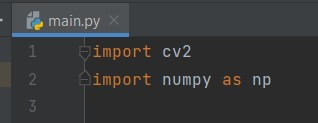 main.py
1 import cv2
2 import numpy as np
3